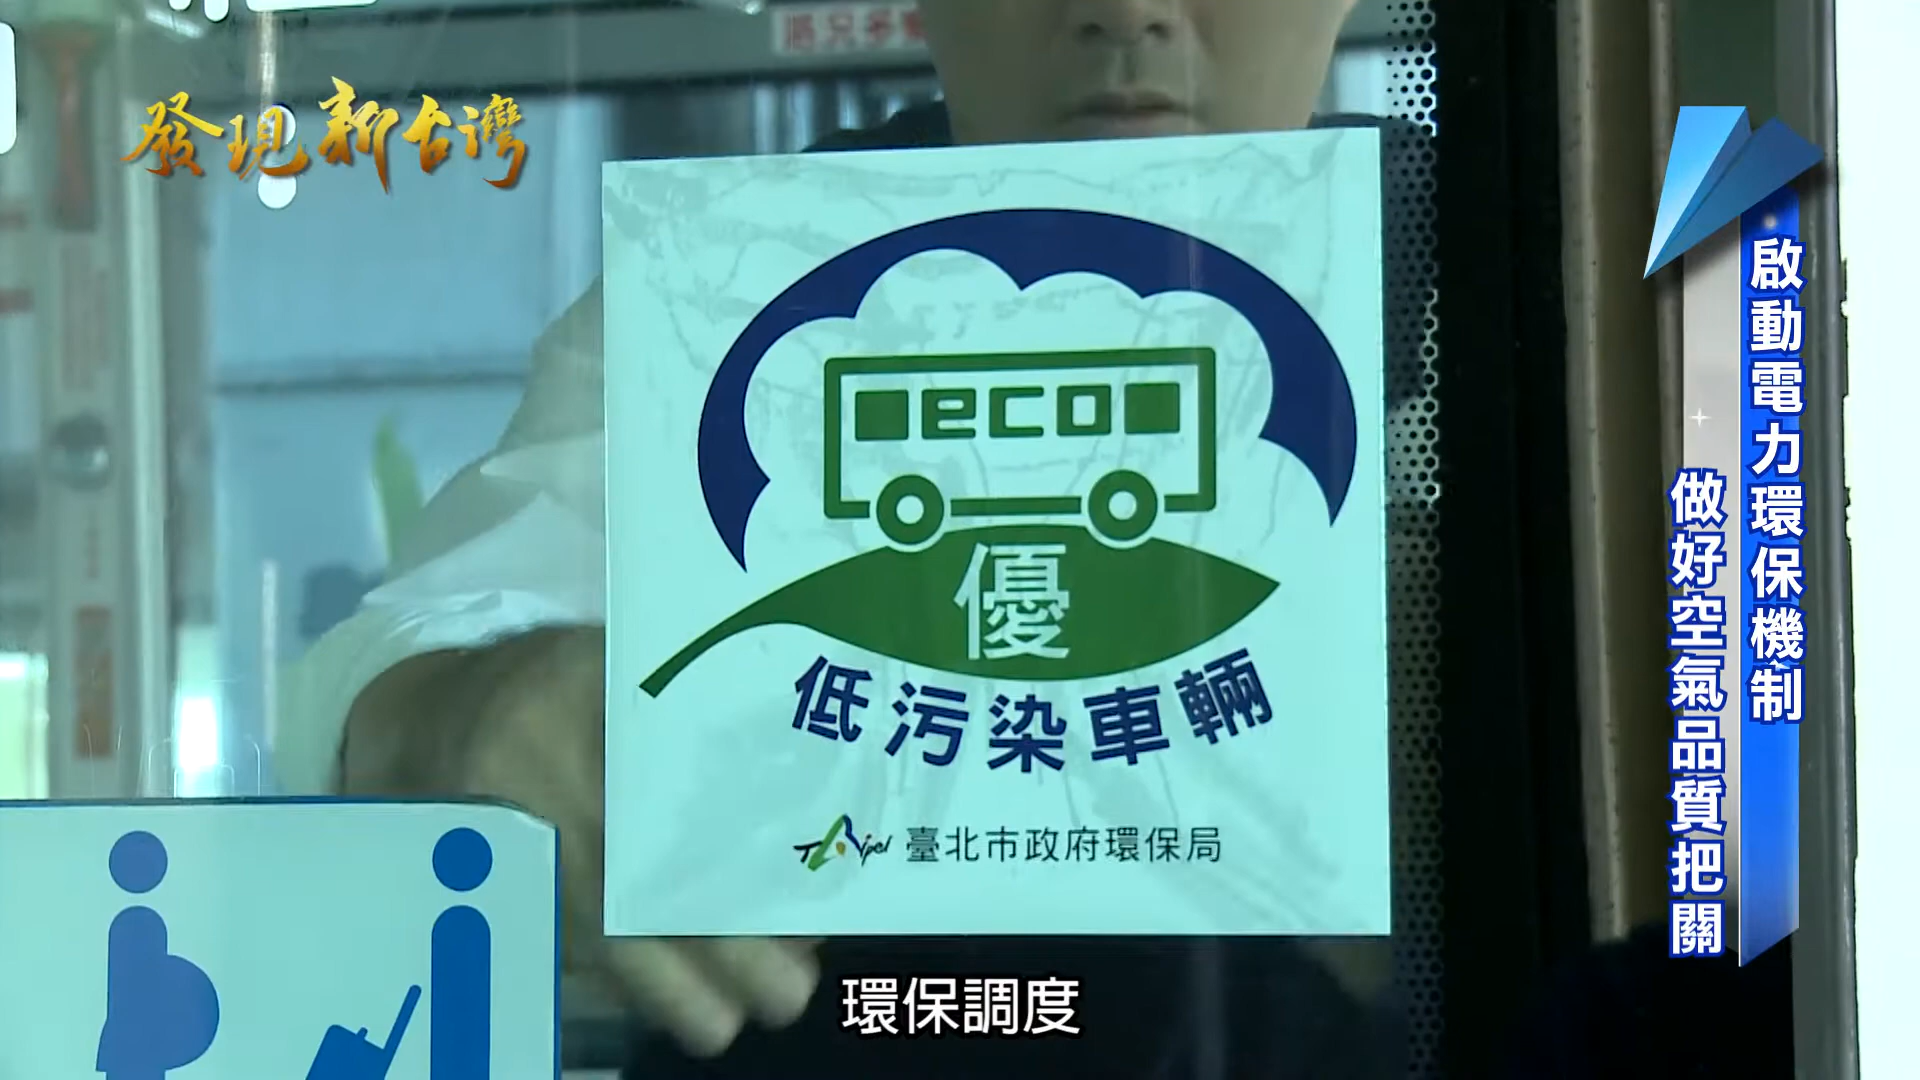 發現新台灣
啟動電力環保機制
做好空氣品質把關
eco
優
低污染車輛
Taipei 臺北市政府環保局
環保調度